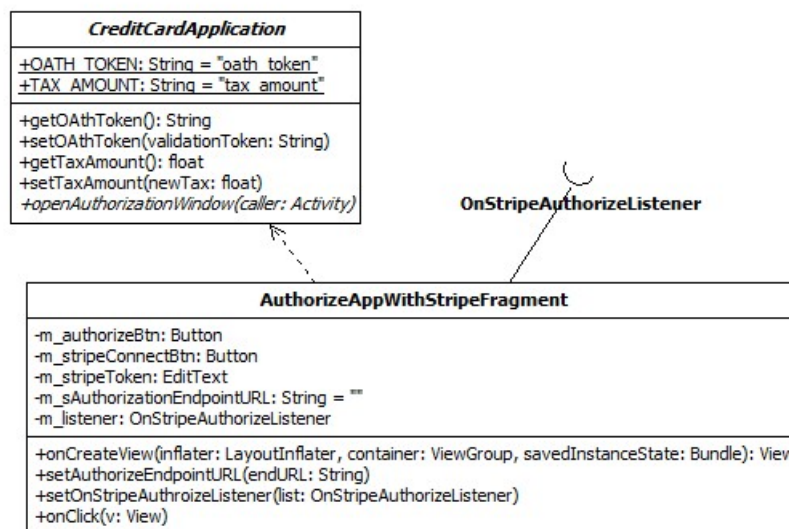 CreditCardApplication
+OATH_TOKEN: String = "oath_token"
+TAX_AMOUNT: String = "tax_amount"
+getOAthToken(): String
+setOAthToken(validationToken: String)
+getTaxAmount(): float
+setTaxAmount(newTax: float)
+openAuthorizationWindow(caller: Activity)
OnStripeAuthorizeListener
AuthorizeAppWithStripeFragment
-m_authorizeBtn: Button
-m_stripeConnectBtn: Button
-m_stripeToken: EditText
-m_sAuthorizationEndpointURL: String = ""
-m_listener: OnStripeAuthorizeListener
+onCreateView(inflater: LayoutInflater, container: ViewGroup, savedInstanceState: Bundle): View
+setAuthorizeEndpointURL(endURL: String)
+setOnStripeAuthroizeListener(list: OnStripeAuthorizeListener)
+onClick(v: View)